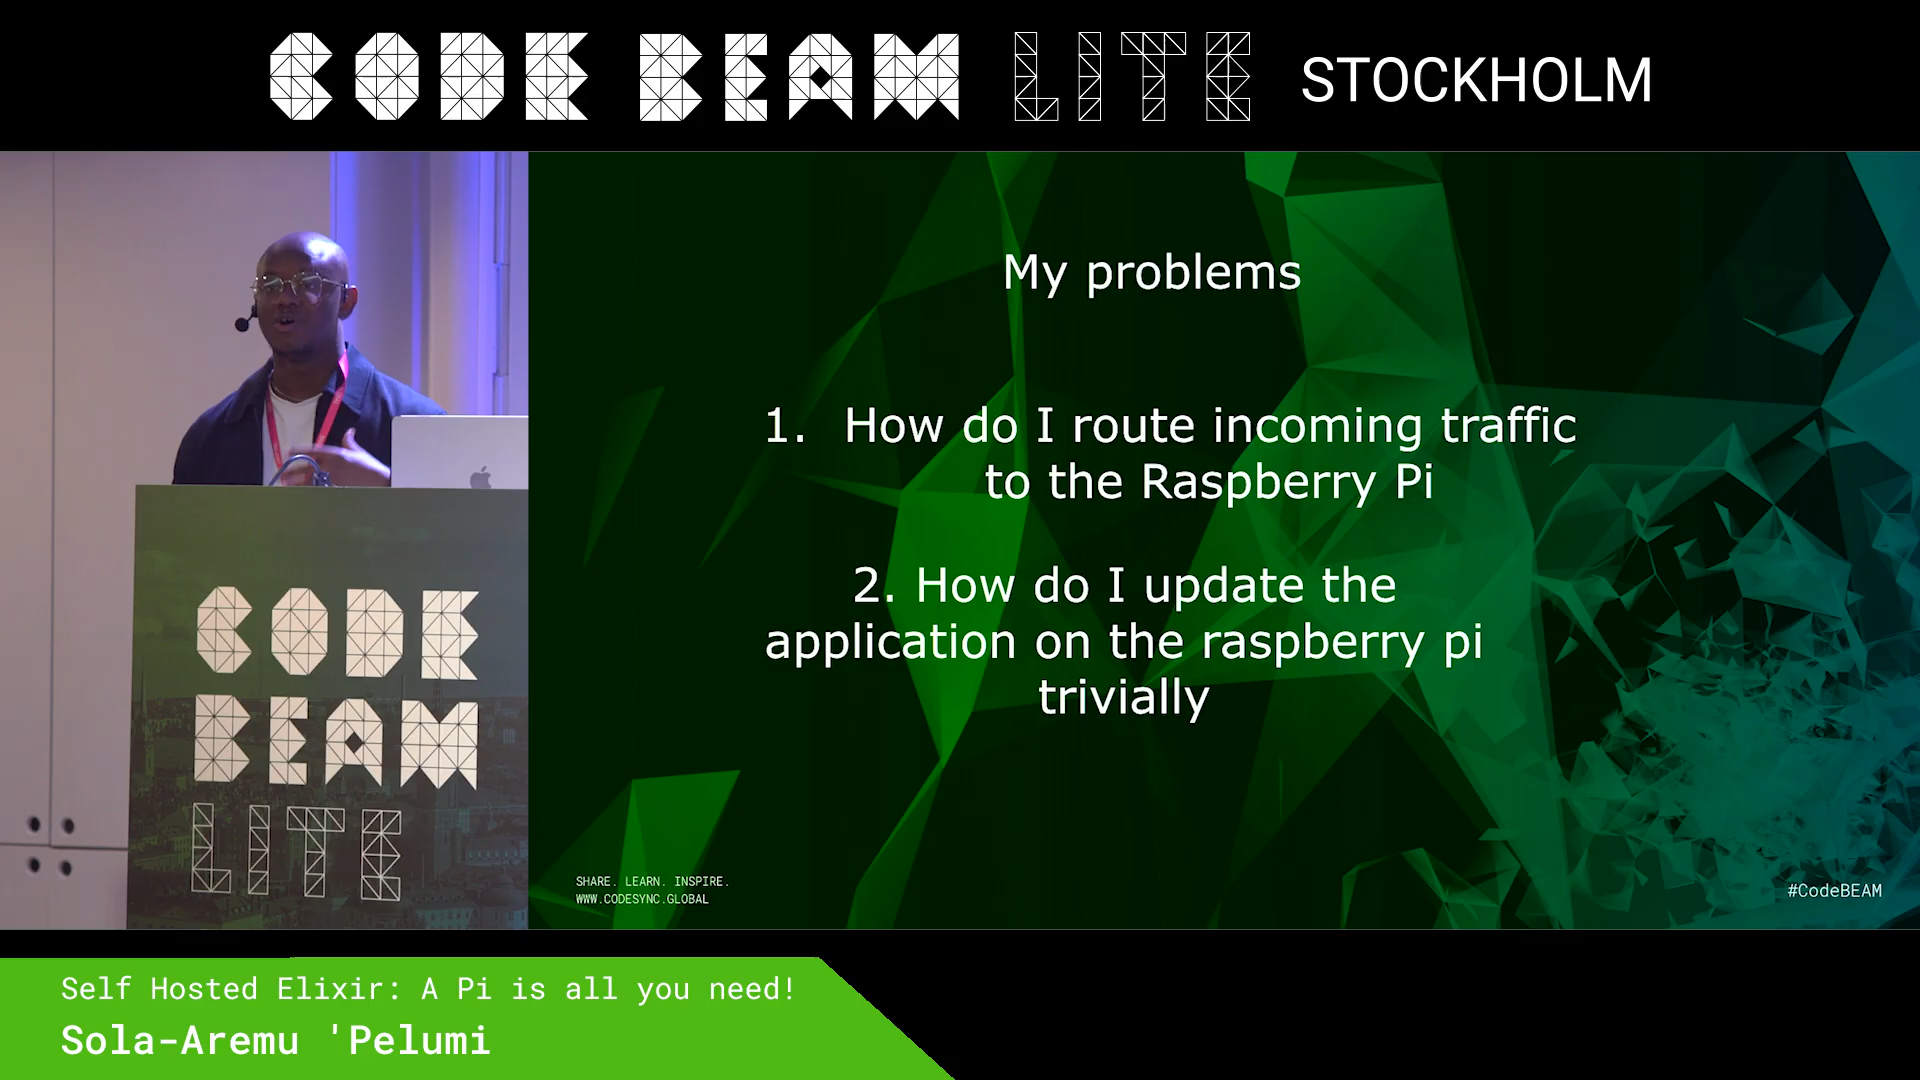 CODE BEAM LITE STOCKHOLM
My problems
1. How do I route incoming traffic
to the Raspberry Pi
2. How do I update the
application on the raspberry pi
trivially
CODE
BEAM
LITE
SHARE. LEARN. INSPIRE.
WWW.CODESYNC.GLOBAL
#CodeBEAM
Self Hosted Elixir: A Pi is all you need!
Sola-Aremu 'Pelumi